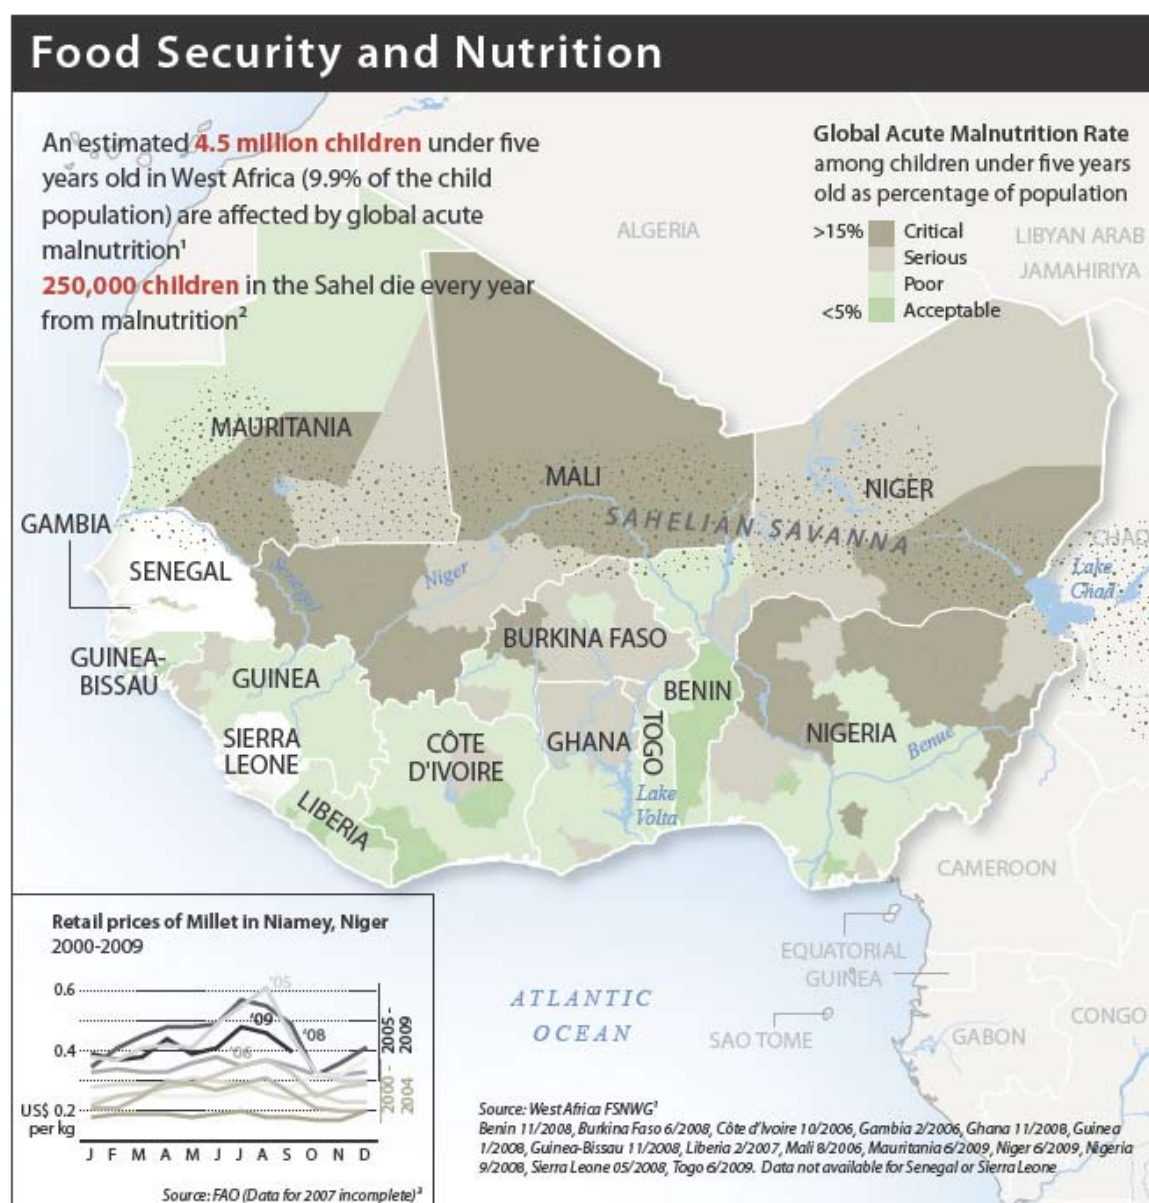 Food Security and Nutrition
An estimated 4.5 million children under five
years old in West Africa (9.9% of the child
population) are affected by global acute
malnutrition¹
250,000 children in the Sahel die every year
from malnutrition²
Global Acute Malnutrition Rate
among children under five years
old as percentage of population
>15% Critical
Serious
Poor
<5% Acceptable
ALGERIA
LIBYAN ARAB
JAMAHIRIYA
MAURITANIA
MALI
NIGER
SAHELIAN SAVANNA
GAMBIA
SENEGAL
Senegal
Niger
CHAD
Lake
Chad
GUINEA-
BISSAU
GUINEA
BURKINA FASO
BENIN
SIERRA
LEONE
CÔTE
D'IVOIRE
GHANA
TOGO
NIGERIA
Benue
LIBERIA
Lake
Volta
CAMEROON
EQUATORIAL
GUINEA
ATLANTIC
OCEAN
SAO TOME
GABON
CONGO
Retail prices of Millet in Niamey, Niger
2000-2009
0.6
0.4
US$ 0.2
per kg
'05
'09
'08
'06
2005 -
2009
2000 -
2004
J F M A M J J A S O N D
Source: FAO (Data for 2007 incomplete)²
Source: West Africa FSNWG¹
Benin 11/2008, Burkina Faso 6/2008, Côte d'Ivoire 10/2006, Gambia 2/2006, Ghana 11/2008, Guinea
1/2008, Guinea-Bissau 11/2008, Liberia 2/2007, Mali 8/2006, Mauritania 6/2009, Niger 6/2009, Nigeria
9/2008, Sierra Leone 05/2008, Togo 6/2009. Data not available for Senegal or Sierra Leone